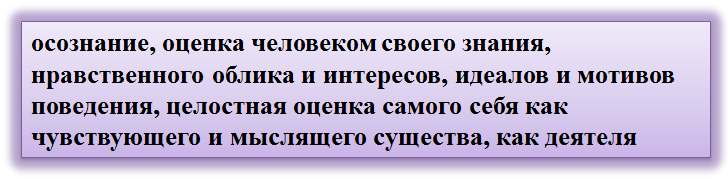 осознание, оценка человеком своего знания,
нравственного облика и интересов, идеалов и мотивов
поведения, целостная оценка самого себя как
чувствующего и мыслящего существа, как деятеля